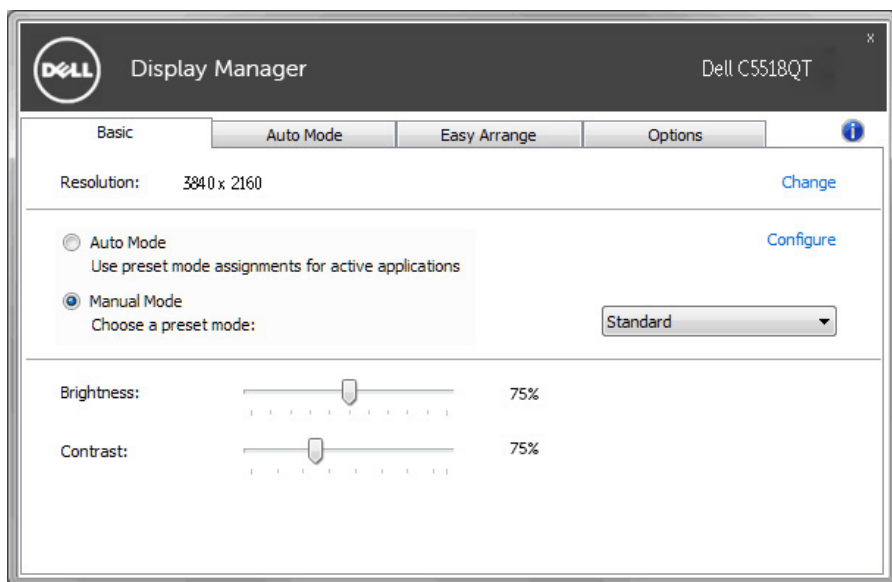 DELL
Display Manager
Dell C5518QT
x
Basic
Auto Mode
Easy Arrange
Options
i
Resolution:
3840 x 2160
Change
Auto Mode
Configure
Use preset mode assignments for active applications
Manual Mode
Choose a preset mode:
Standard
Brightness:
75%
Contrast:
75%